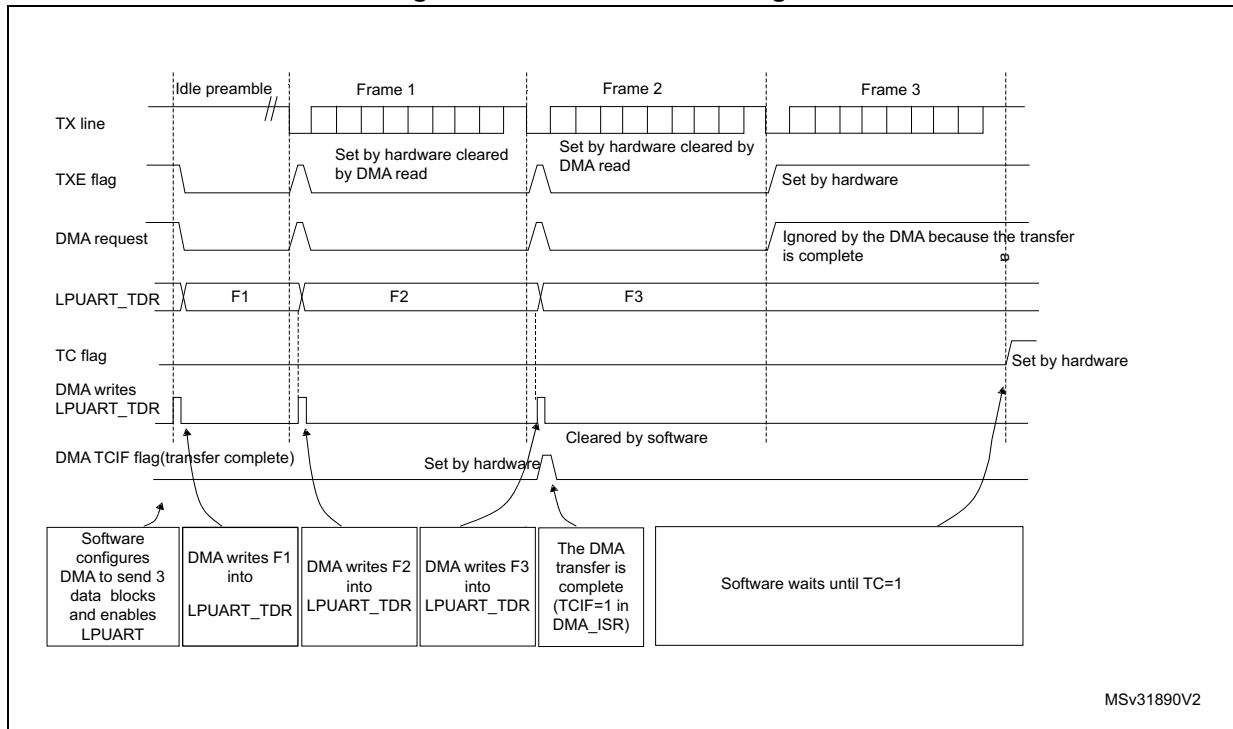 Idle preamble
Frame 1
Frame 2
Frame 3
TX line
Set by hardware cleared
by DMA read
Set by hardware cleared by
DMA read
TXE flag
Set by hardware
DMA request
Ignored by the DMA because the transfer
is complete
LPUART_TDR
F1
F2
F3
TC flag
Set by hardware
DMA writes
LPUART_TDR
Cleared by software
DMA TCIF flag(transfer complete)
Set by hardware
Software
configures
DMA to send 3
data blocks
and enables
LPUART
DMA writes F1
into
LPUART_TDR
DMA writes F2
into
LPUART_TDR
DMA writes F3
into
LPUART_TDR
The DMA
transfer is
complete
(TCIF=1 in
DMA_ISR)
Software waits until TC=1
MSv31890V2